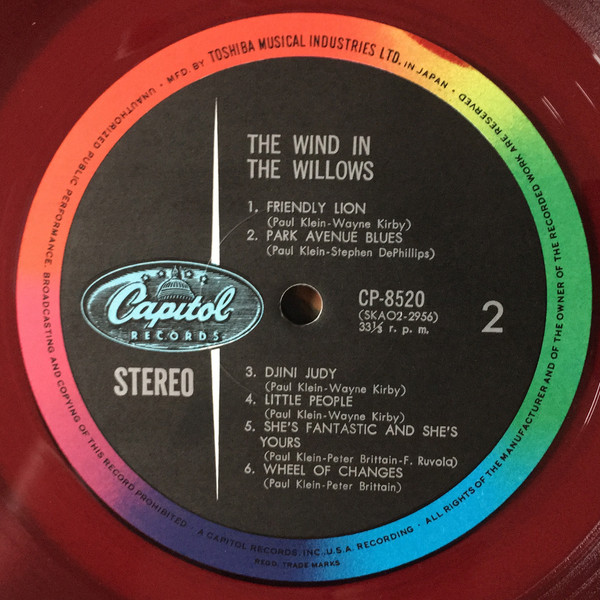 UNAUTHORIZED PUBLIC PERFORMANCE, BROADCASTING AND COPYING OF THIS RECORD PROHIBITED · MFD. BY TOSHIBA MUSICAL INDUSTRIES LTD. IN JAPAN · ALL RIGHTS OF THE MANUFACTURER AND OF THE OWNER OF THE RECORDED WORK ARE RESERVED
THE WIND IN
THE WILLOWS
1. FRIENDLY LION
(Paul Klein-Wayne Kirby)
2. PARK AVENUE BLUES
(Paul Klein-Stephen DePhillips)
Capitol
RECORDS
CP-8520
(SKAO2-2956)
33⅓ r. p. m.
2
STEREO
3. DJINI JUDY
(Paul Klein-Wayne Kirby)
4. LITTLE PEOPLE
(Paul Klein-Wayne Kirby)
5. SHE'S FANTASTIC AND SHE'S
YOURS
(Paul Klein-Peter Brittain-F. Ruvola)
6. WHEEL OF CHANGES
(Paul Klein-Peter Brittain)
A CAPITOL RECORDS, INC., U.S.A. RECORDING
REGD. TRADE MARKS